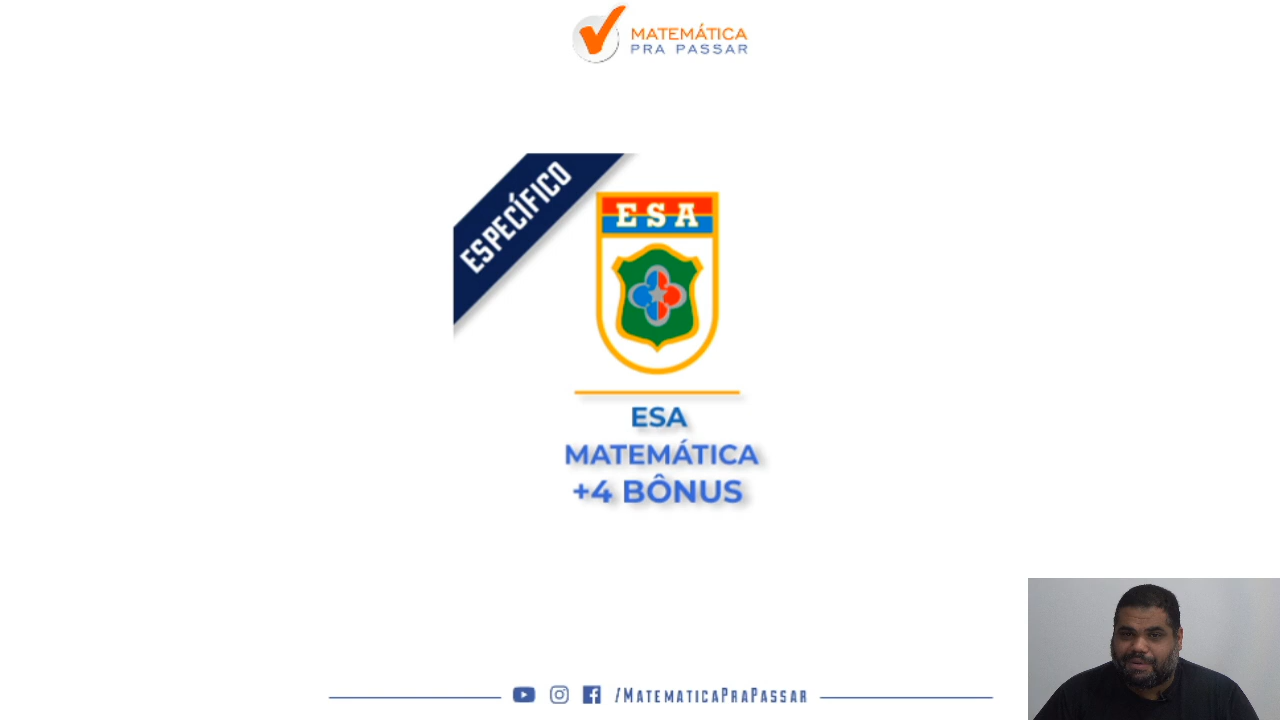 MATEMÁTICA
PRA PASSAR
ESPECÍFICO
ESA
ESA
MATEMÁTICA
+4 BÔNUS
/MATEMATICAPRAPASSAR